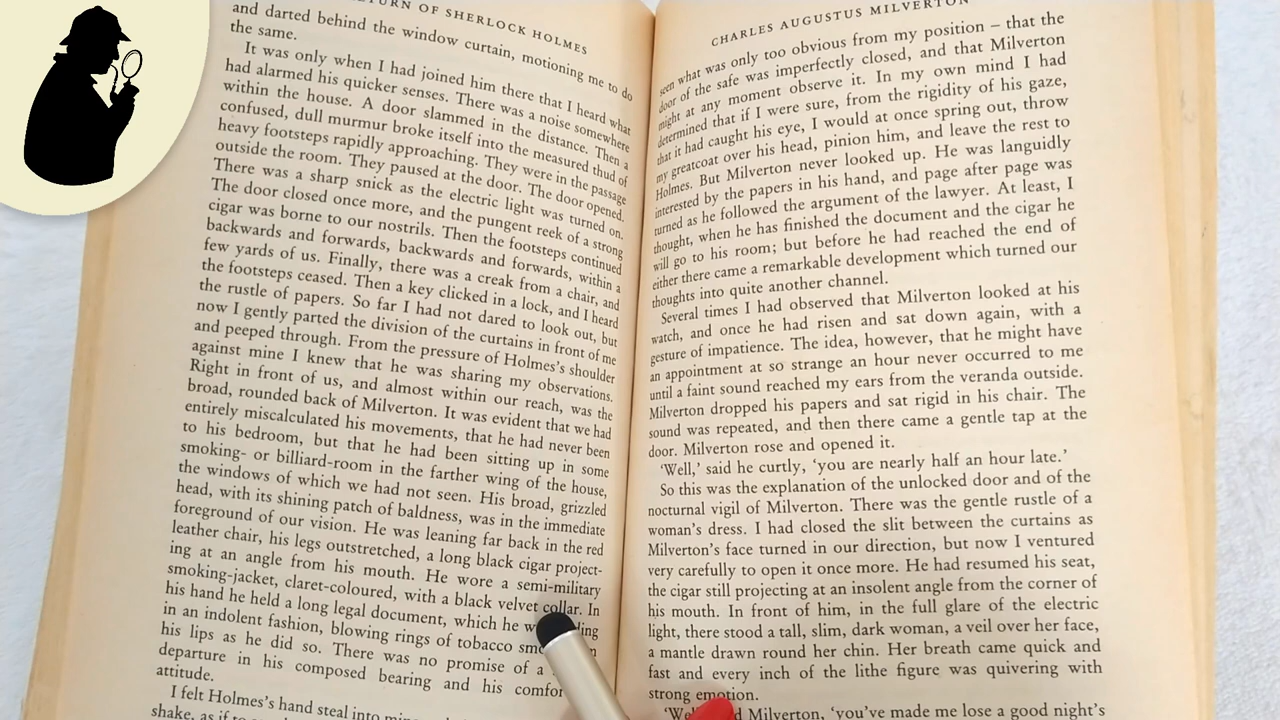 TURN OF SHERLOCK HOLMES
and darted behind the window curtain, motioning me to do
the same.
It was only when I had joined him there that I heard what
had alarmed his quicker senses. There was a noise somewhere
within the house. A door slammed in the distance. Then a
confused, dull murmur broke itself into the measured thud of
heavy footsteps rapidly approaching. They were in the passage
outside the room. They paused at the door. The door opened.
There was a sharp snick as the electric light was turned on.
The door closed once more, and the pungent reek of a strong
cigar was borne to our nostrils. Then the footsteps continued
backwards and forwards, backwards and forwards, within a
few yards of us. Finally, there was a creak from a chair, and
the footsteps ceased. Then a key clicked in a lock, and I heard
the rustle of papers. So far I had not dared to look out, but
now I gently parted the division of the curtains in front of me
and peeped through. From the pressure of Holmes's shoulder
against mine I knew that he was sharing my observations.
Right in front of us, and almost within our reach, was the
broad, rounded back of Milverton. It was evident that we had
entirely miscalculated his movements, that he had never been
to his bedroom, but that he had been sitting up in some
smoking- or billiard-room in the farther wing of the house,
the windows of which we had not seen. His broad, grizzled
head, with its shining patch of baldness, was in the immediate
foreground of our vision. He was leaning far back in the red
leather chair, his legs outstretched, a long black cigar project-
ing at an angle from his mouth. He wore a semi-military
smoking-jacket, claret-coloured, with a black velvet collar. In
his hand he held a long legal document, which he
in an indolent fashion, blowing rings of tobacco
his lips as he did so. There was no promise of a
departure in his composed bearing and his
attitude.
I felt Holmes's hand steal into
shake, as if to
CHARLES AUGUSTUS MILVERTON
seen what was only too obvious from my position – that the
door of the safe was imperfectly closed, and that Milverton
might at any moment observe it. In my own mind I had
determined that if I were sure, from the rigidity of his gaze,
that it had caught his eye, I would at once spring out, throw
my greatcoat over his head, pinion him, and leave the rest to
Holmes. But Milverton never looked up. He was languidly
interested by the papers in his hand, and page after page was
turned as he followed the argument of the lawyer. At least, I
thought, when he has finished the document and the cigar he
will go to his room; but before he had reached the end of
either there came a remarkable development which turned our
thoughts into quite another channel.
Several times I had observed that Milverton looked at his
watch, and once he had risen and sat down again, with a
gesture of impatience. The idea, however, that he might have
an appointment at so strange an hour never occurred to me
until a faint sound reached my ears from the veranda outside.
Milverton dropped his papers and sat rigid in his chair. The
sound was repeated, and then there came a gentle tap at the
door. Milverton rose and opened it.
'Well,' said he curtly, 'you are nearly half an hour late.'
So this was the explanation of the unlocked door and of the
nocturnal vigil of Milverton. There was the gentle rustle of a
woman's dress. I had closed the slit between the curtains as
Milverton's face turned in our direction, but now I ventured
very carefully to open it once more. He had resumed his seat,
the cigar still projecting at an insolent angle from the corner of
his mouth. In front of him, in the full glare of the electric
light, there stood a tall, slim, dark woman, a veil over her face,
a mantle drawn round her chin. Her breath came quick and
fast and every inch of the lithe figure was quivering with
strong emotion.
Milverton, 'you've made me lose a good night's